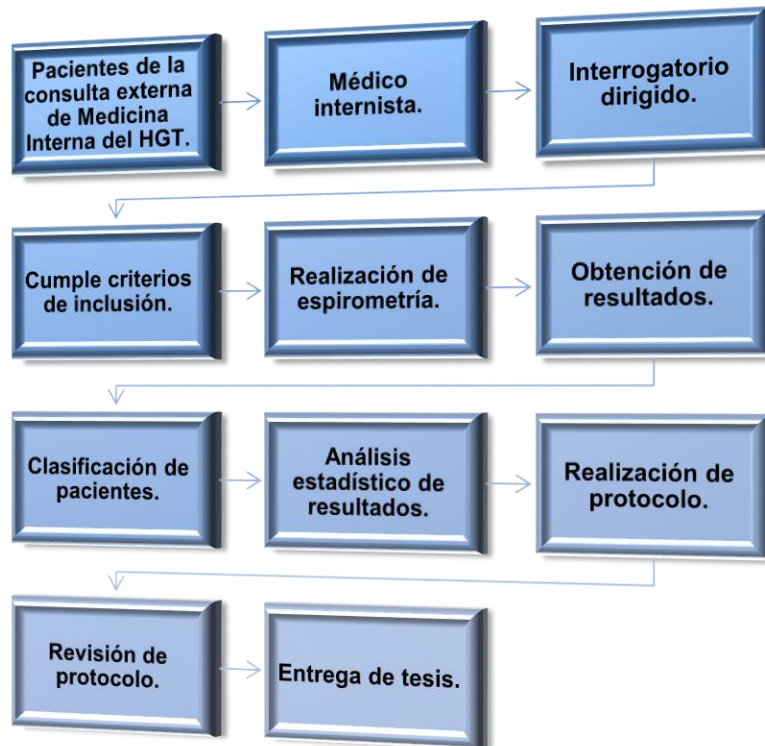 Pacientes de la
consulta externa
de Medicina
Interna del HGT.
Médico
internista.
Interrogatorio
dirigido.
Cumple criterios
de inclusión.
Realización de
espirometría.
Obtención de
resultados.
Clasificación de
pacientes.
Análisis
estadístico de
resultados.
Realización de
protocolo.
Revisión de
protocolo.
Entrega de tesis.